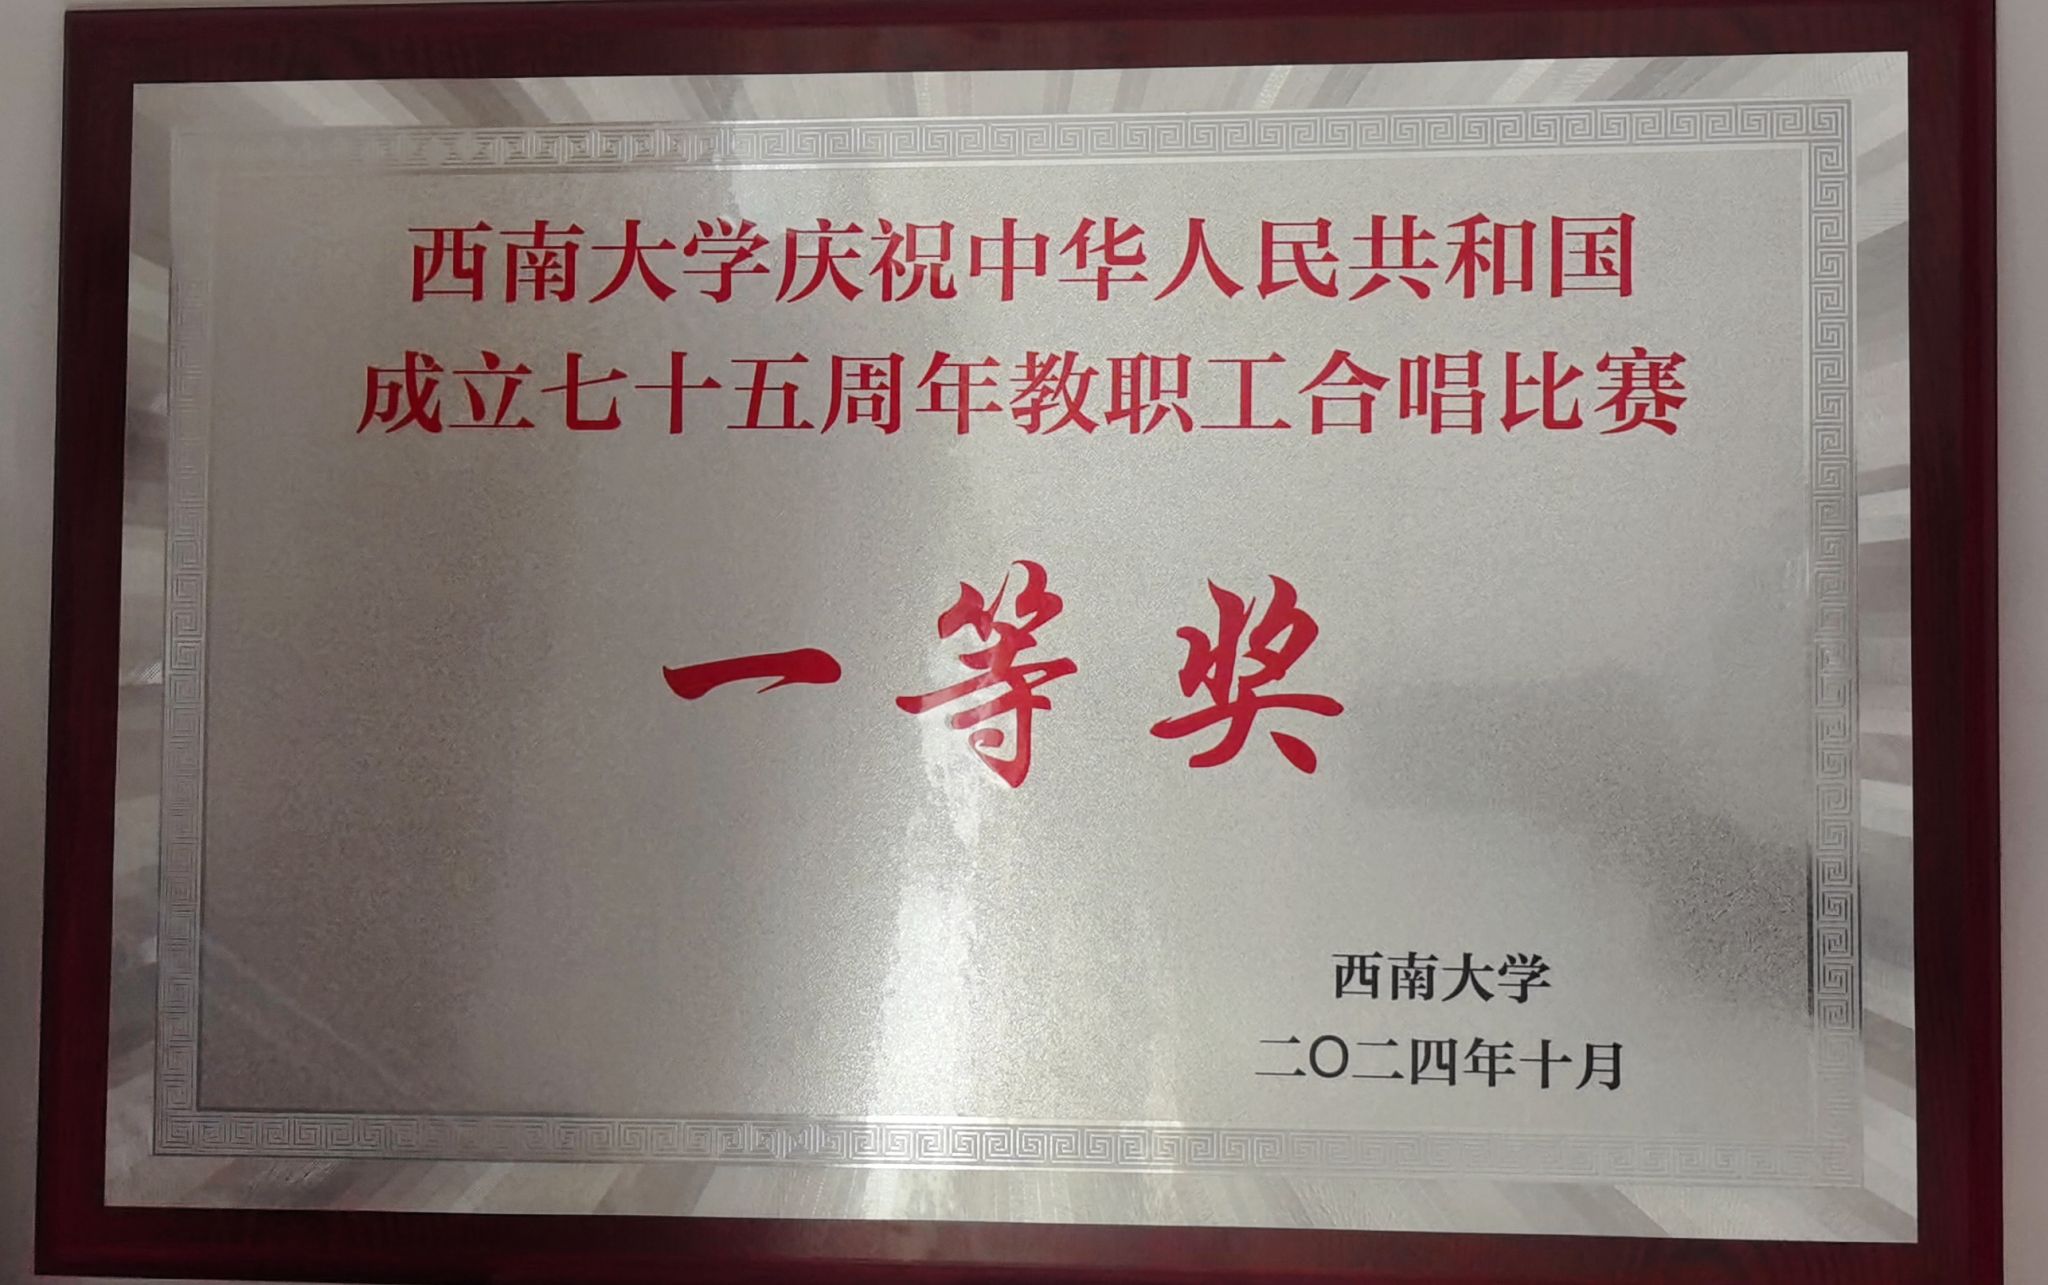 西南大学庆祝中华人民共和国
成立七十五周年教职工合唱比赛
一等奖
西南大学
二〇二四年十月